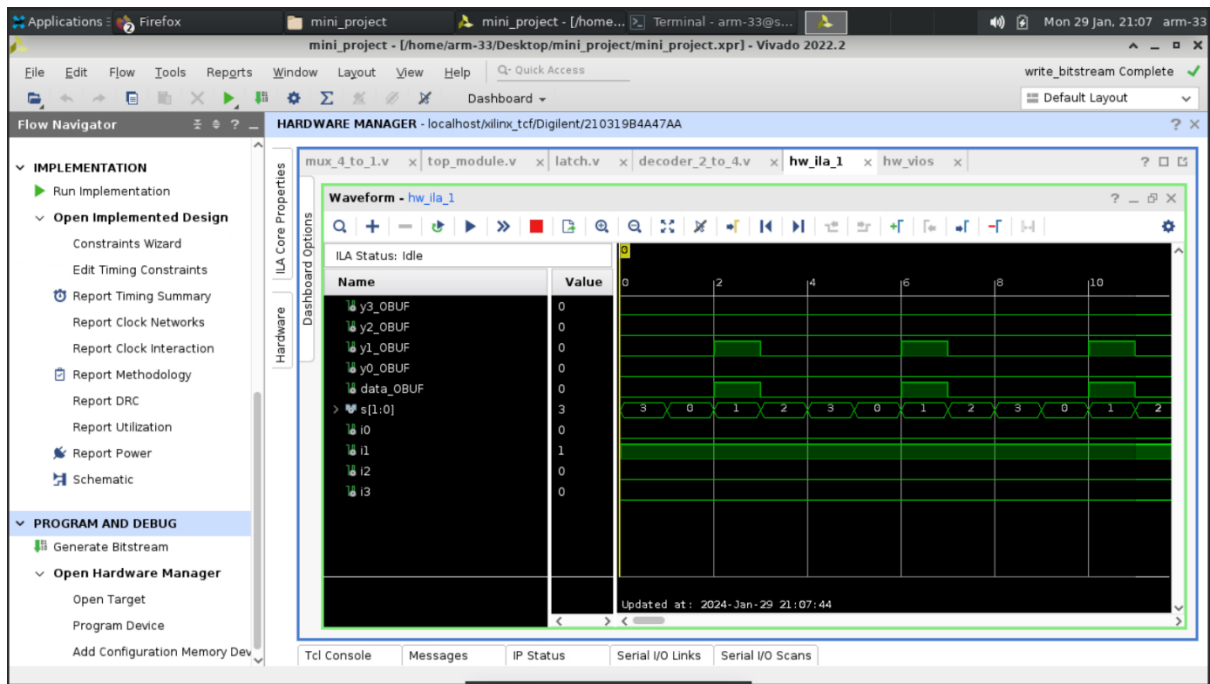 Applications : Firefox mini_project mini_project - [/home... Terminal - arm-33@s... Mon 29 Jan, 21:07 arm-33
mini_project - [/home/arm-33/Desktop/mini_project/mini_project.xpr] - Vivado 2022.2
File Edit Flow Tools Reports Window Layout View Help Q- Quick Access write_bitstream Complete
Dashboard Default Layout
Flow Navigator ? HARDWARE MANAGER - localhost/xilinx_tcf/Digilent/210319B4A47AA ? X
mux_4_to_1.v x top_module.v x latch.v x decoder_2_to_4.v x hw_ila_1 x hw_vios x ?
IMPLEMENTATION
Run Implementation
Open Implemented Design
Constraints Wizard
Edit Timing Constraints
Report Timing Summary
Report Clock Networks
Report Clock Interaction
Report Methodology
Report DRC
Report Utilization
Report Power
Schematic
PROGRAM AND DEBUG
Generate Bitstream
Open Hardware Manager
Open Target
Program Device
Add Configuration Memory Dev
ILA Core Properties
Hardware
Dashboard Options
Waveform - hw_ila_1
ILA Status: Idle 0
Name Value 0 2 4 6 8 10
y3_OBUF 0
y2_OBUF 0
y1_OBUF 0
y0_OBUF 0
data_OBUF 0
s[1:0] 3 3 0 1 2 3 0 1 2 3 0 1 2
i0 0
i1 1
i2 0
i3 0
Updated at: 2024-Jan-29 21:07:44
Tcl Console Messages IP Status Serial I/O Links Serial I/O Scans